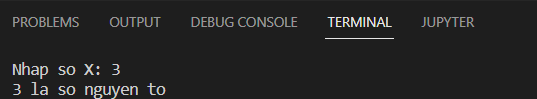 PROBLEMS OUTPUT DEBUG CONSOLE TERMINAL JUPYTER
Nhap so X: 3
3 la so nguyen to